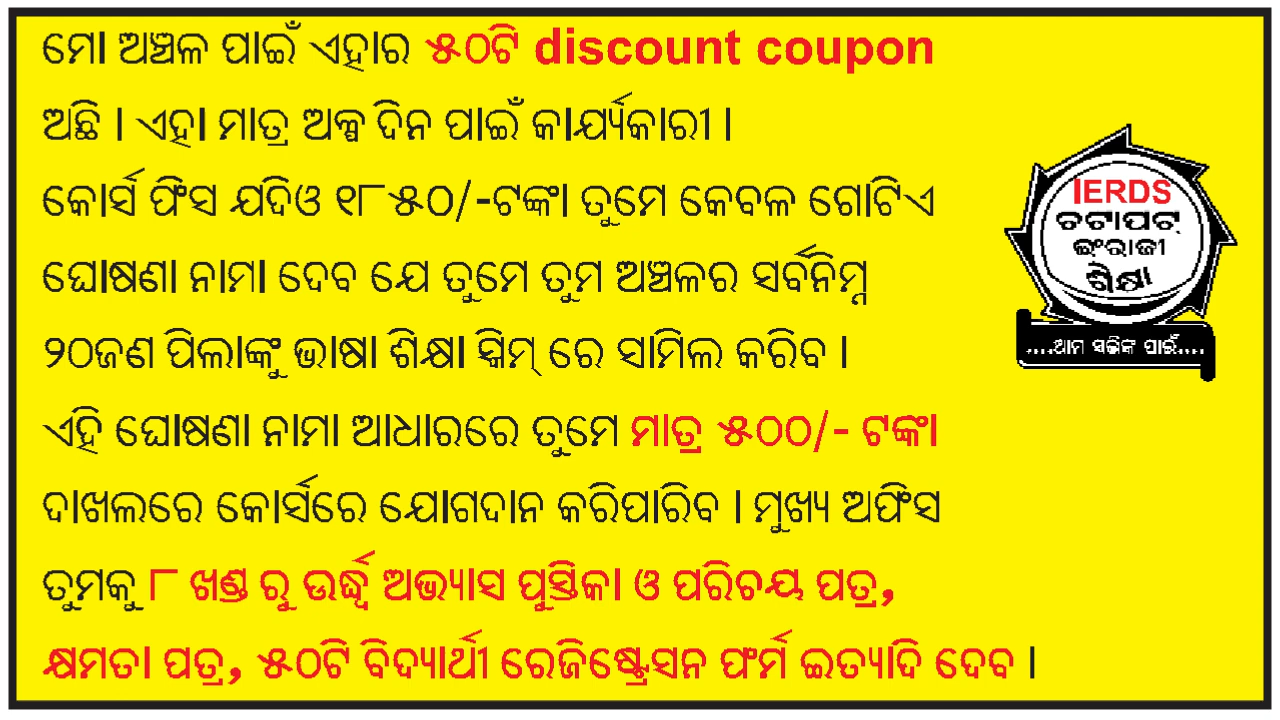 ମୋ ଅଞ୍ଚଳ ପାଇଁ ଏହାର ୫୦ଟି discount coupon
ଅଛି । ଏହା ମାତ୍ର ଅଳ୍ପ ଦିନ ପାଇଁ କାର୍ଯ୍ୟକାରୀ ।
କୋର୍ସ ଫିସ ଯଦିଓ ୧୮୫୦/-ଟଙ୍କା ତୁମେ କେବଳ ଗୋଟିଏ
ଘୋଷଣା ନାମା ଦେବ ଯେ ତୁମେ ତୁମ ଅଞ୍ଚଳର ସର୍ବନିମ୍ନ
୨୦ଜଣ ପିଲାଙ୍କୁ ଭାଷା ଶିକ୍ଷା ସ୍କିମ୍ ରେ ସାମିଲ କରିବ ।
ଏହି ଘୋଷଣା ନାମା ଆଧାରରେ ତୁମେ ମାତ୍ର ୫୦୦/- ଟଙ୍କା
ଦାଖଲରେ କୋର୍ସରେ ଯୋଗଦାନ କରିପାରିବ । ମୁଖ୍ୟ ଅଫିସ
ତୁମକୁ ୮ ଖଣ୍ଡ ରୁ ଉର୍ଦ୍ଧ୍ୱ ଅଭ୍ୟାସ ପୁସ୍ତିକା ଓ ପରିଚୟ ପତ୍ର,
କ୍ଷମତା ପତ୍ର, ୫୦ଟି ବିଦ୍ୟାର୍ଥୀ ରେଜିଷ୍ଟ୍ରେସନ ଫର୍ମ ଇତ୍ୟାଦି ଦେବ ।
IERDS
ଚଟାପଟ୍
ଇଂରାଜୀ
ଶିକ୍ଷା
....ଆମ ସଭିଙ୍କ ପାଇଁ....